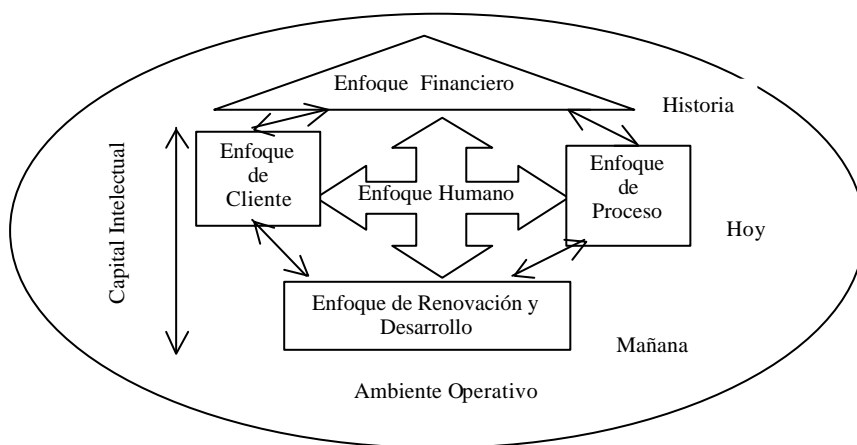 Enfoque Financiero
Historia
Enfoque
de
Cliente
Enfoque
de
Proceso
Enfoque Humano
Capital Intelectual
Hoy
Enfoque de Renovación y
Desarrollo
Mañana
Ambiente Operativo